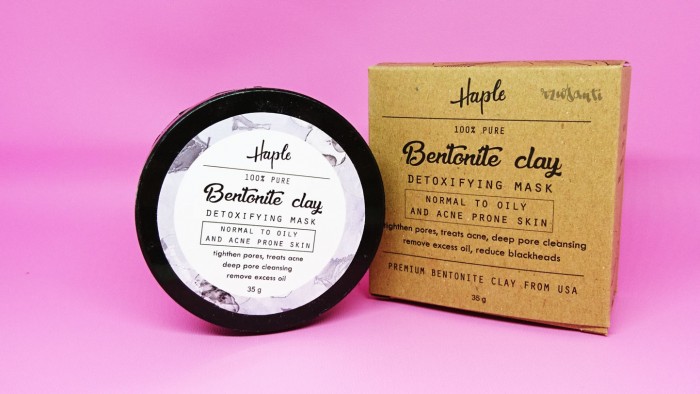 Haple
100% PURE
Bentonite clay
DETOXIFYING MASK
NORMAL TO OILY
AND ACNE PRONE SKIN
tighthen pores, treats acne
deep pore cleansing
remove excess oil
35 g
Haple
100% PURE
Bentonite clay
DETOXIFYING MASK
NORMAL TO OILY
AND ACNE PRONE SKIN
tighthen pores, treats acne, deep pore cleansing
remove excess oil, reduce blackheads
PREMIUM BENTONITE CLAY FROM USA
35 g